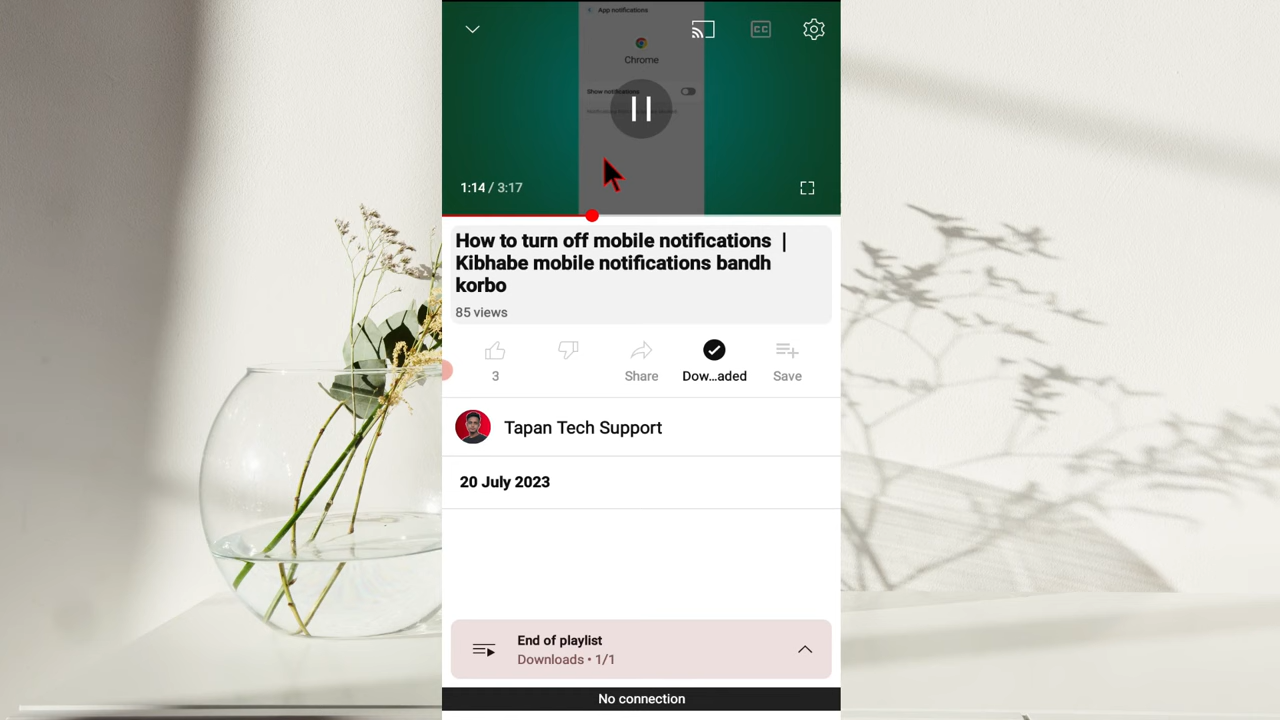 App notifications
Chrome
Show notifications
1:14 / 3:17
How to turn off mobile notifications |
Kibhabe mobile notifications bandh
korbo
85 views
3
Share
Dow...aded
Save
Tapan Tech Support
20 July 2023
End of playlist
Downloads • 1/1
No connection